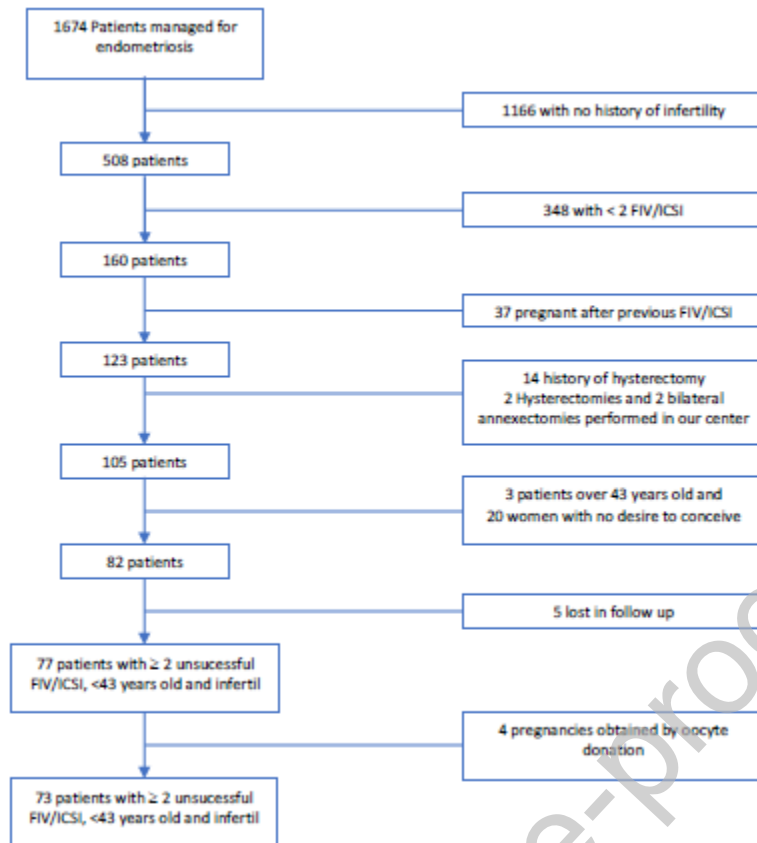 1674 Patients managed for
endometriosis
1166 with no history of infertility
508 patients
348 with < 2 FIV/ICSI
160 patients
37 pregnant after previous FIV/ICSI
123 patients
14 history of hysterectomy
2 Hysterectomies and 2 bilateral
annexectomies performed in our center
105 patients
3 patients over 43 years old and
20 women with no desire to conceive
82 patients
5 lost in follow up
77 patients with ≥ 2 unsucessful
FIV/ICSI, <43 years old and infertil
4 pregnancies obtained by oocyte
donation
73 patients with ≥ 2 unsucessful
FIV/ICSI, <43 years old and infertil
e-proo